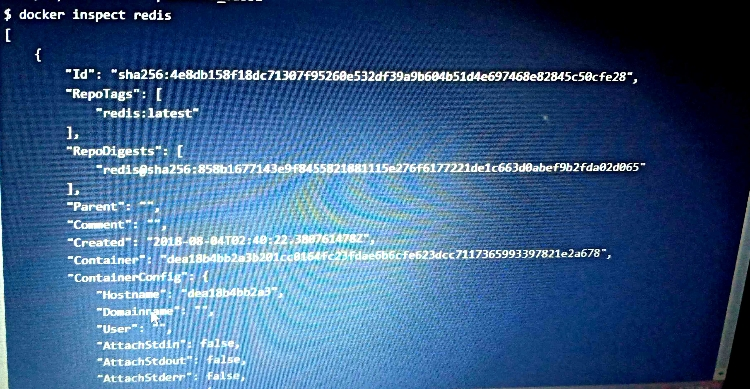 $ docker inspect redis
[
{
"Id": "sha256:4e8db158f18dc71307f95260e532df39a9b604b51d4e697468e82845c50cfe28",
"RepoTags": [
"redis:latest"
],
"RepoDigests": [
"redis@sha256:858b1677143e9f8455821881115e276f6177221de1c663d0abef9b2fda02d065"
],
"Parent": "",
"Comment": "",
"Created": "2018-08-04T02:40:22.380761478Z",
"Container": "dea18b4bb2a3b201cc0164fc23fdae6b6cfe623dcc7117365993397821e2a678",
"ContainerConfig": {
"Hostname": "dea18b4bb2a3",
"Domainname": "",
"User": "",
"AttachStdin": false,
"AttachStdout": false,
"AttachStderr": false,